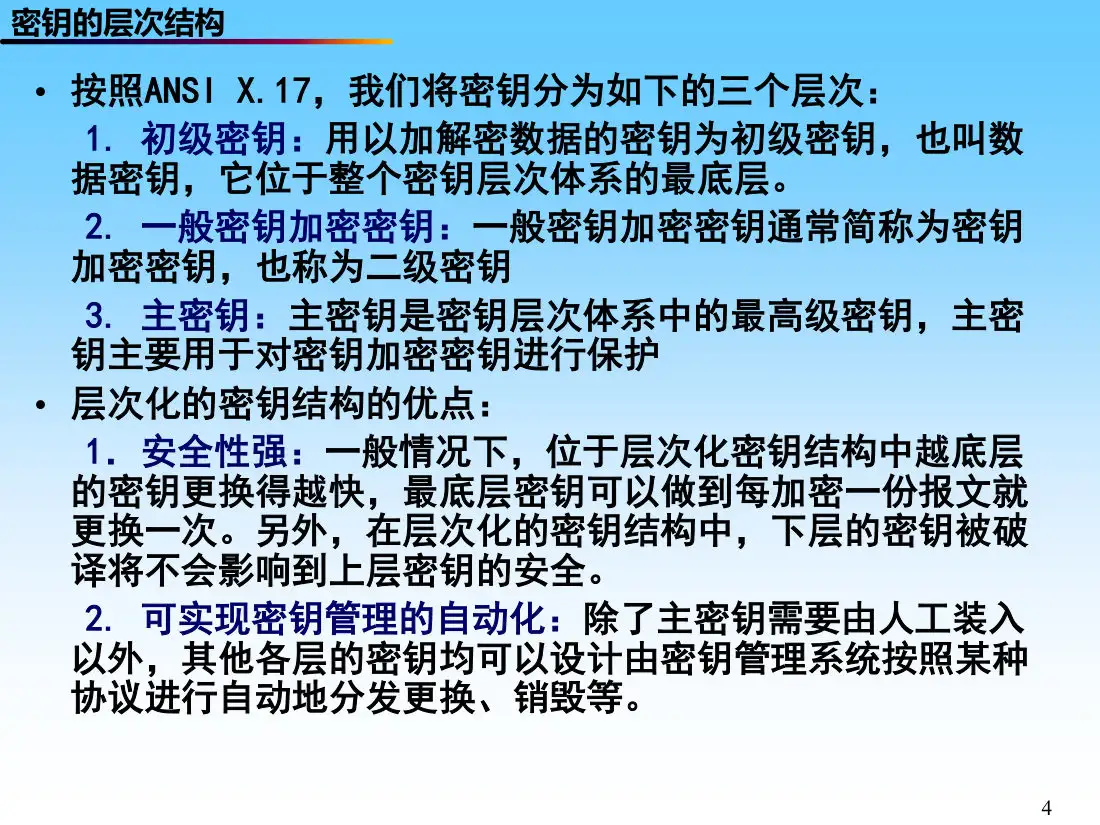 密钥的层次结构
• 按照ANSI X.17，我们将密钥分为如下的三个层次：
1. 初级密钥：用以加解密数据的密钥为初级密钥，也叫数
据密钥，它位于整个密钥层次体系的最底层。
2. 一般密钥加密密钥：一般密钥加密密钥通常简称为密钥
加密密钥，也称为二级密钥
3. 主密钥：主密钥是密钥层次体系中的最高级密钥，主密
钥主要用于对密钥加密密钥进行保护
• 层次化的密钥结构的优点：
1．安全性强：一般情况下，位于层次化密钥结构中越底层
的密钥更换得越快，最底层密钥可以做到每加密一份报文就
更换一次。另外，在层次化的密钥结构中，下层的密钥被破
译将不会影响到上层密钥的安全。
2. 可实现密钥管理的自动化：除了主密钥需要由人工装入
以外，其他各层的密钥均可以设计由密钥管理系统按照某种
协议进行自动地分发更换、销毁等。
4